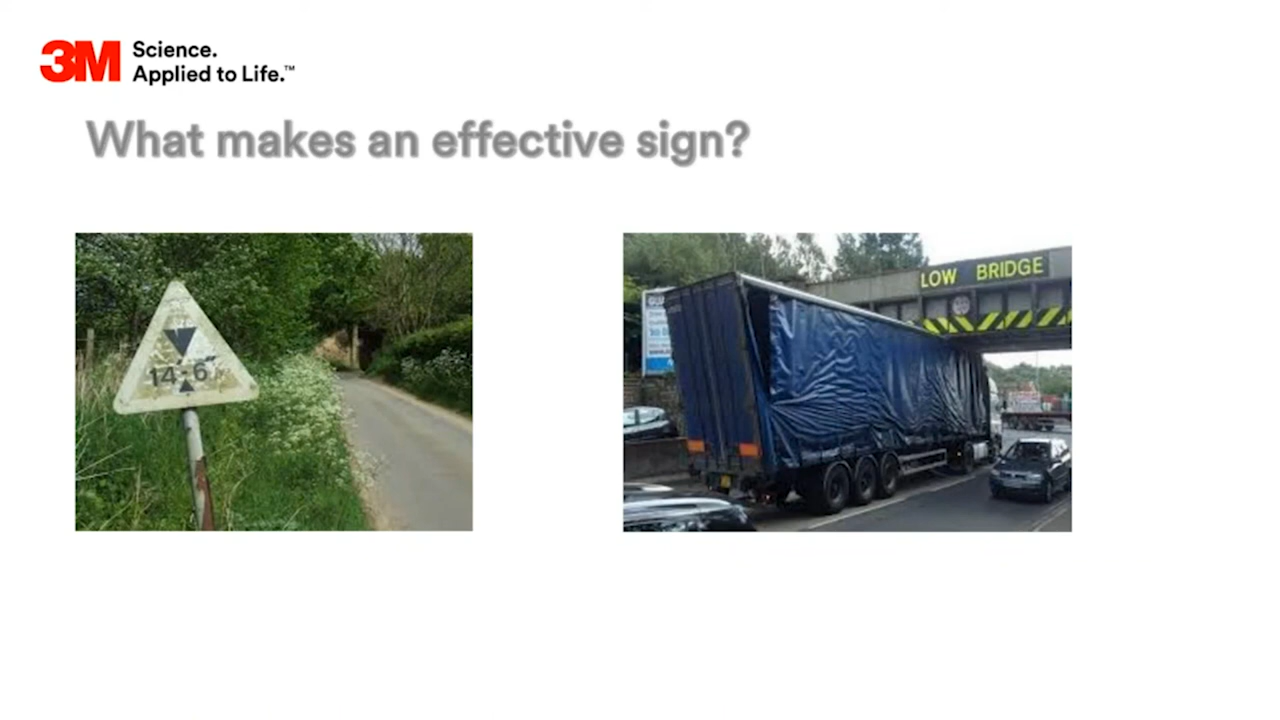 3M Science.
Applied to Life.™
What makes an effective sign?
14'-6"
LOW BRIDGE